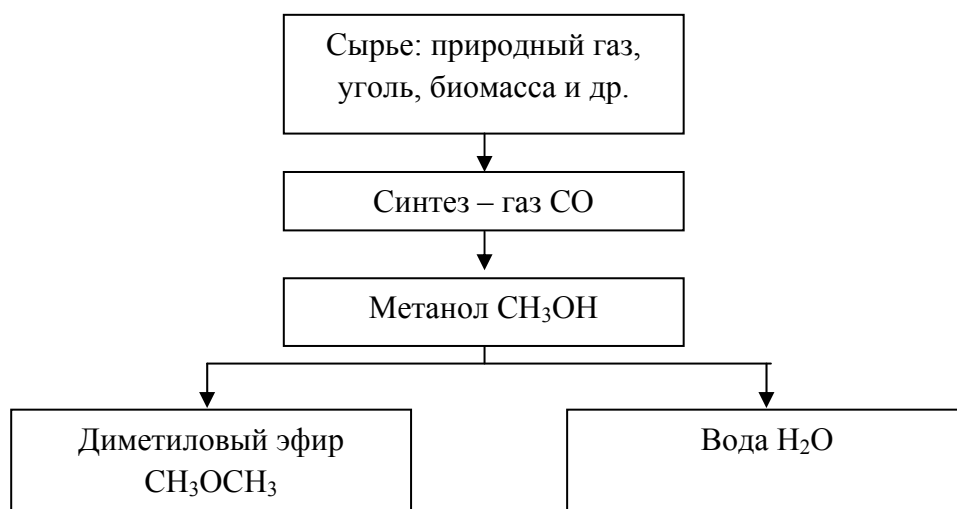 Сырье: природный газ,
уголь, биомасса и др.
Синтез – газ CO
Метанол CH₃OH
Диметиловый эфир
CH₃OCH₃
Вода H₂O